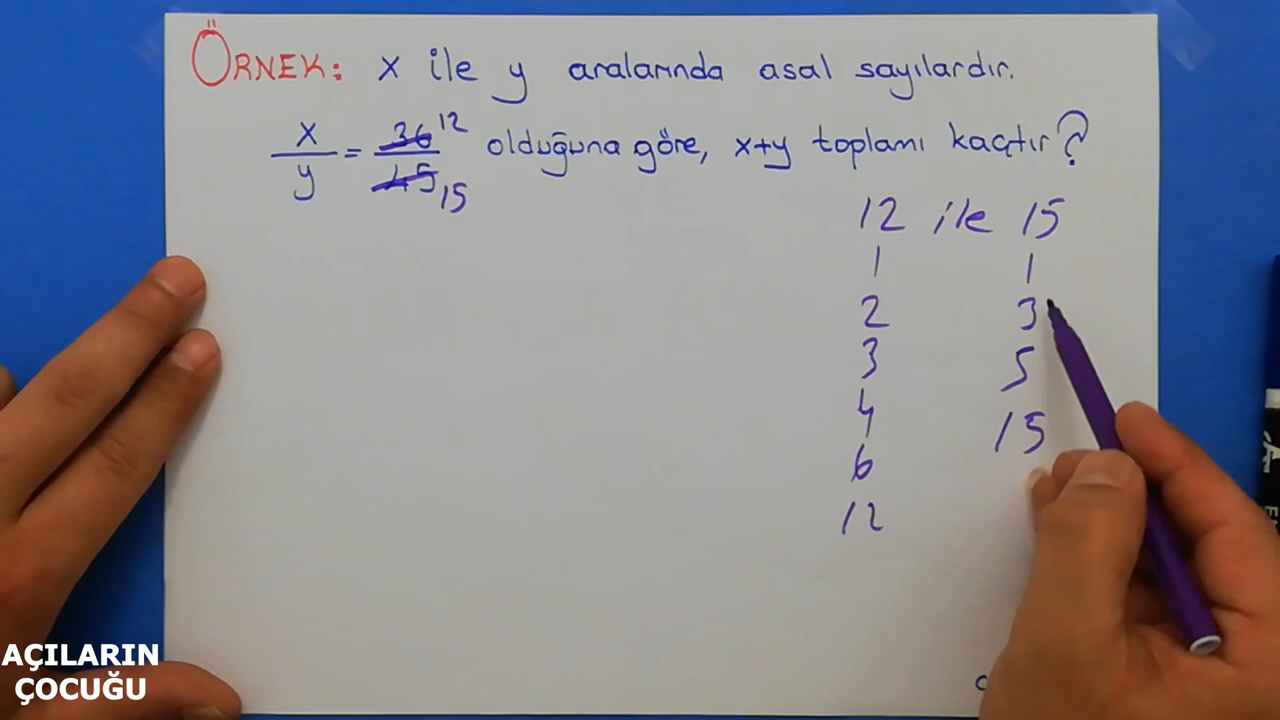 ÖRNEK: x ile y aralarında asal sayılardır.
x/y = 36/45 12 15 olduğuna göre, x+y toplamı kaçtır?
12 ile 15
1 1
2 3
3 5
4 15
6
12
AÇILARIN
ÇOCUĞU